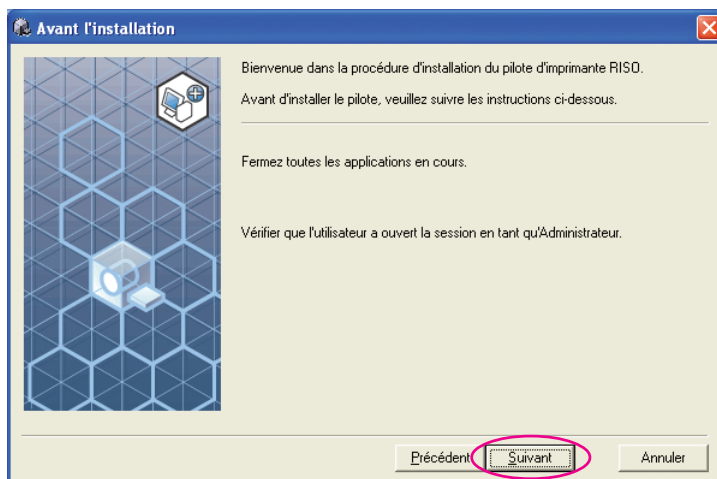 Avant l'installation
Bienvenue dans la procédure d'installation du pilote d'imprimante RISO.
Avant d'installer le pilote, veuillez suivre les instructions ci-dessous.
Fermez toutes les applications en cours.
Vérifier que l'utilisateur a ouvert la session en tant qu'Administrateur.
Précédent
Suivant
Annuler